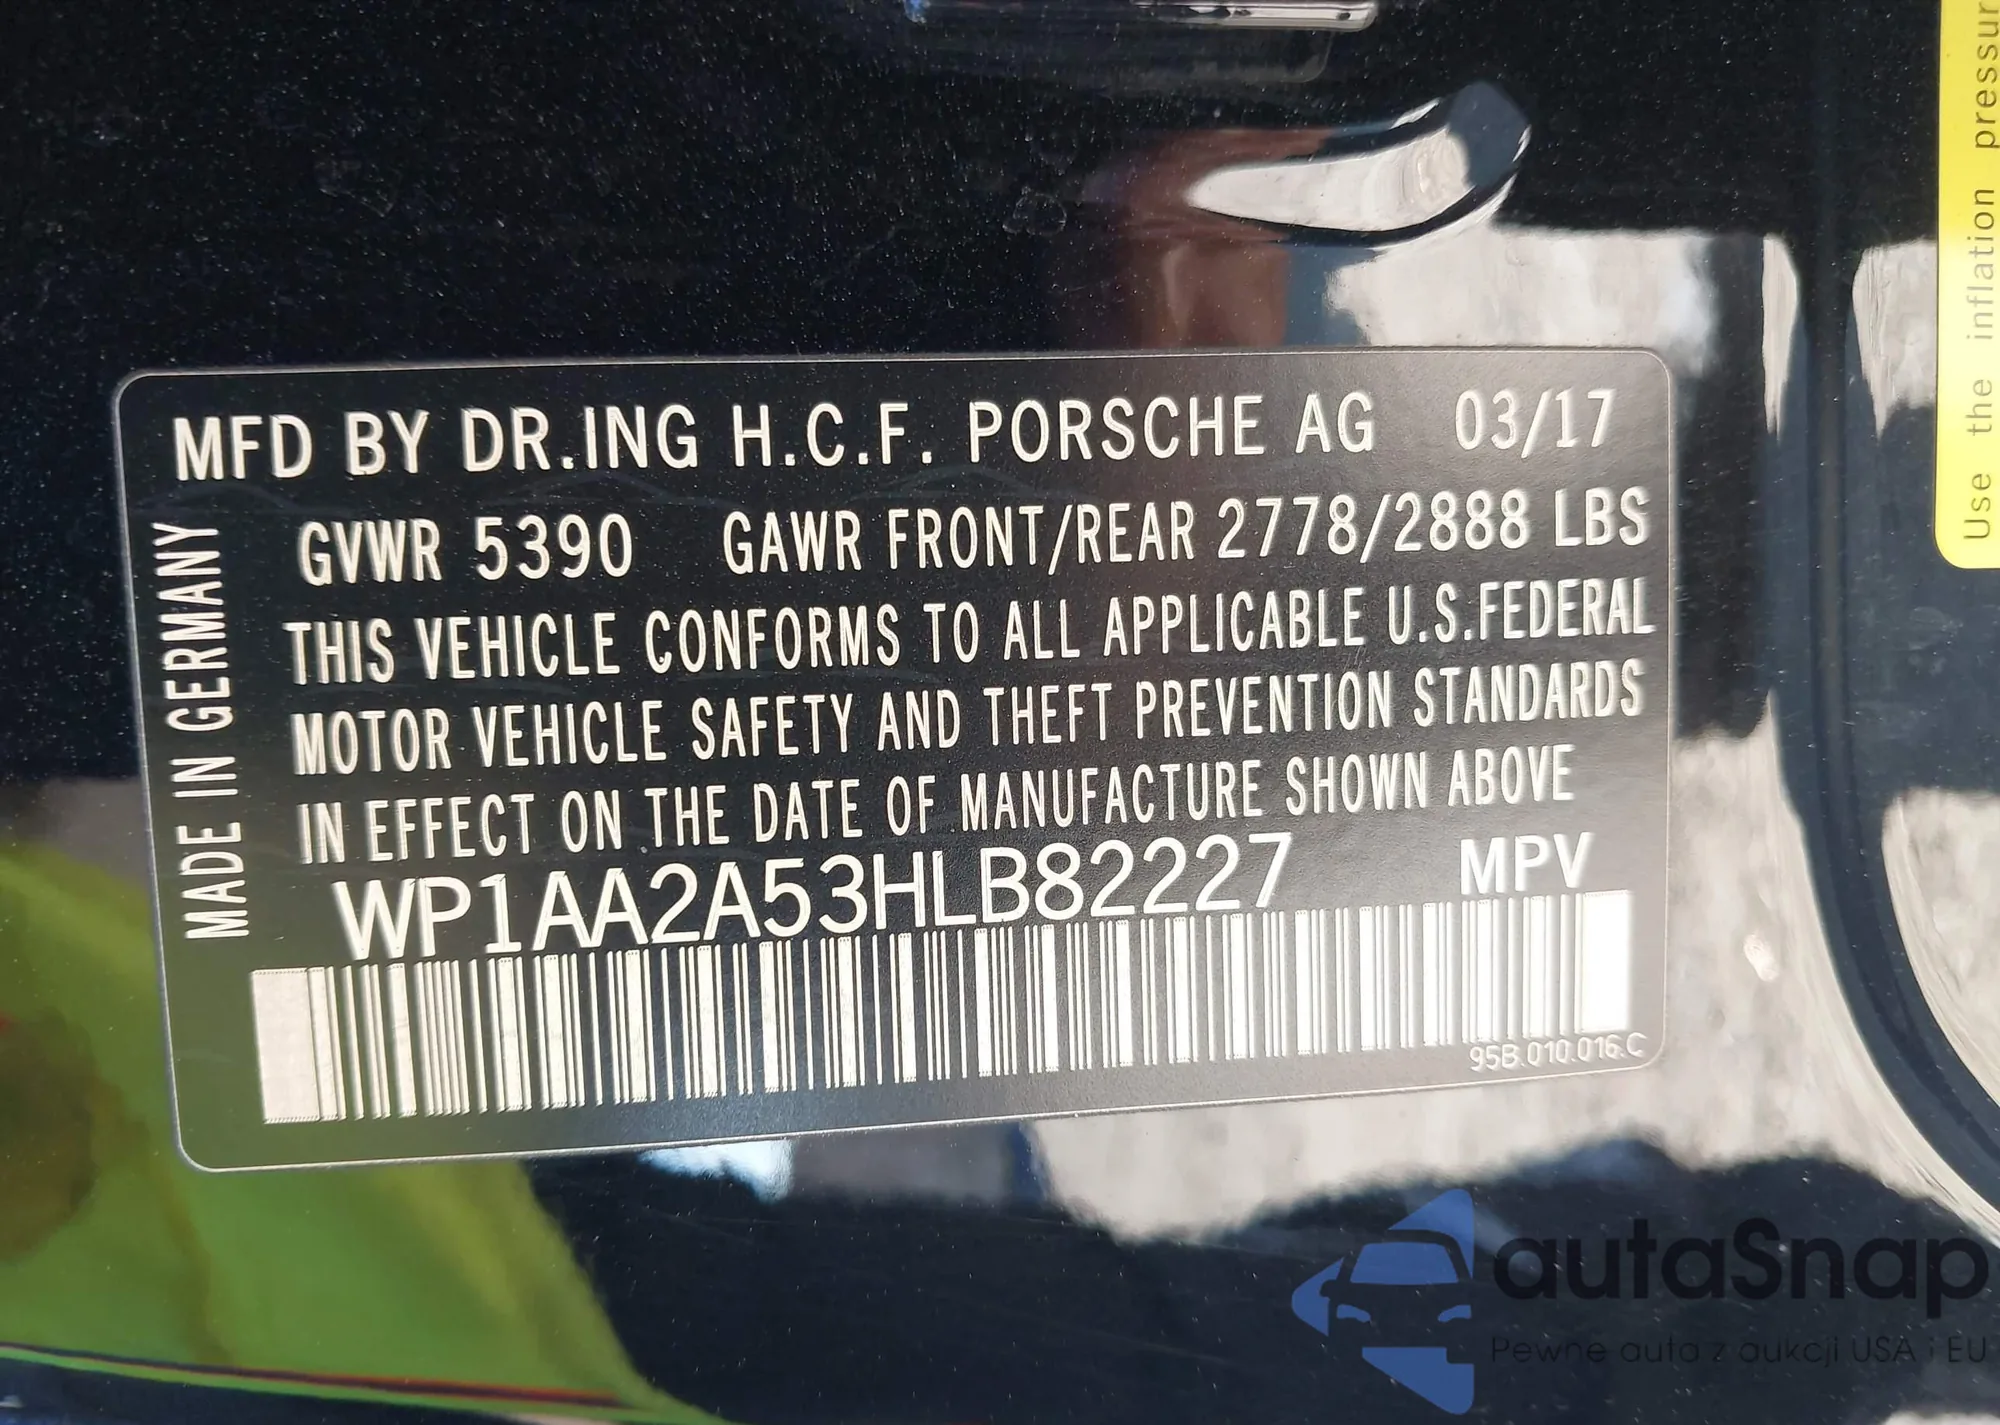 MFD BY DR.ING H.C.F. PORSCHE AG 03/17
GVWR 5390 GAWR FRONT/REAR 2778/2888 LBS
THIS VEHICLE CONFORMS TO ALL APPLICABLE U.S.FEDERAL
MOTOR VEHICLE SAFETY AND THEFT PREVENTION STANDARDS
IN EFFECT ON THE DATE OF MANUFACTURE SHOWN ABOVE
WP1AA2A53HLB82227 MPV
95B.010.016.C
MADE IN GERMANY
Use the inflation pressur
autaSnap
Pewne auta z aukcji USA i EU